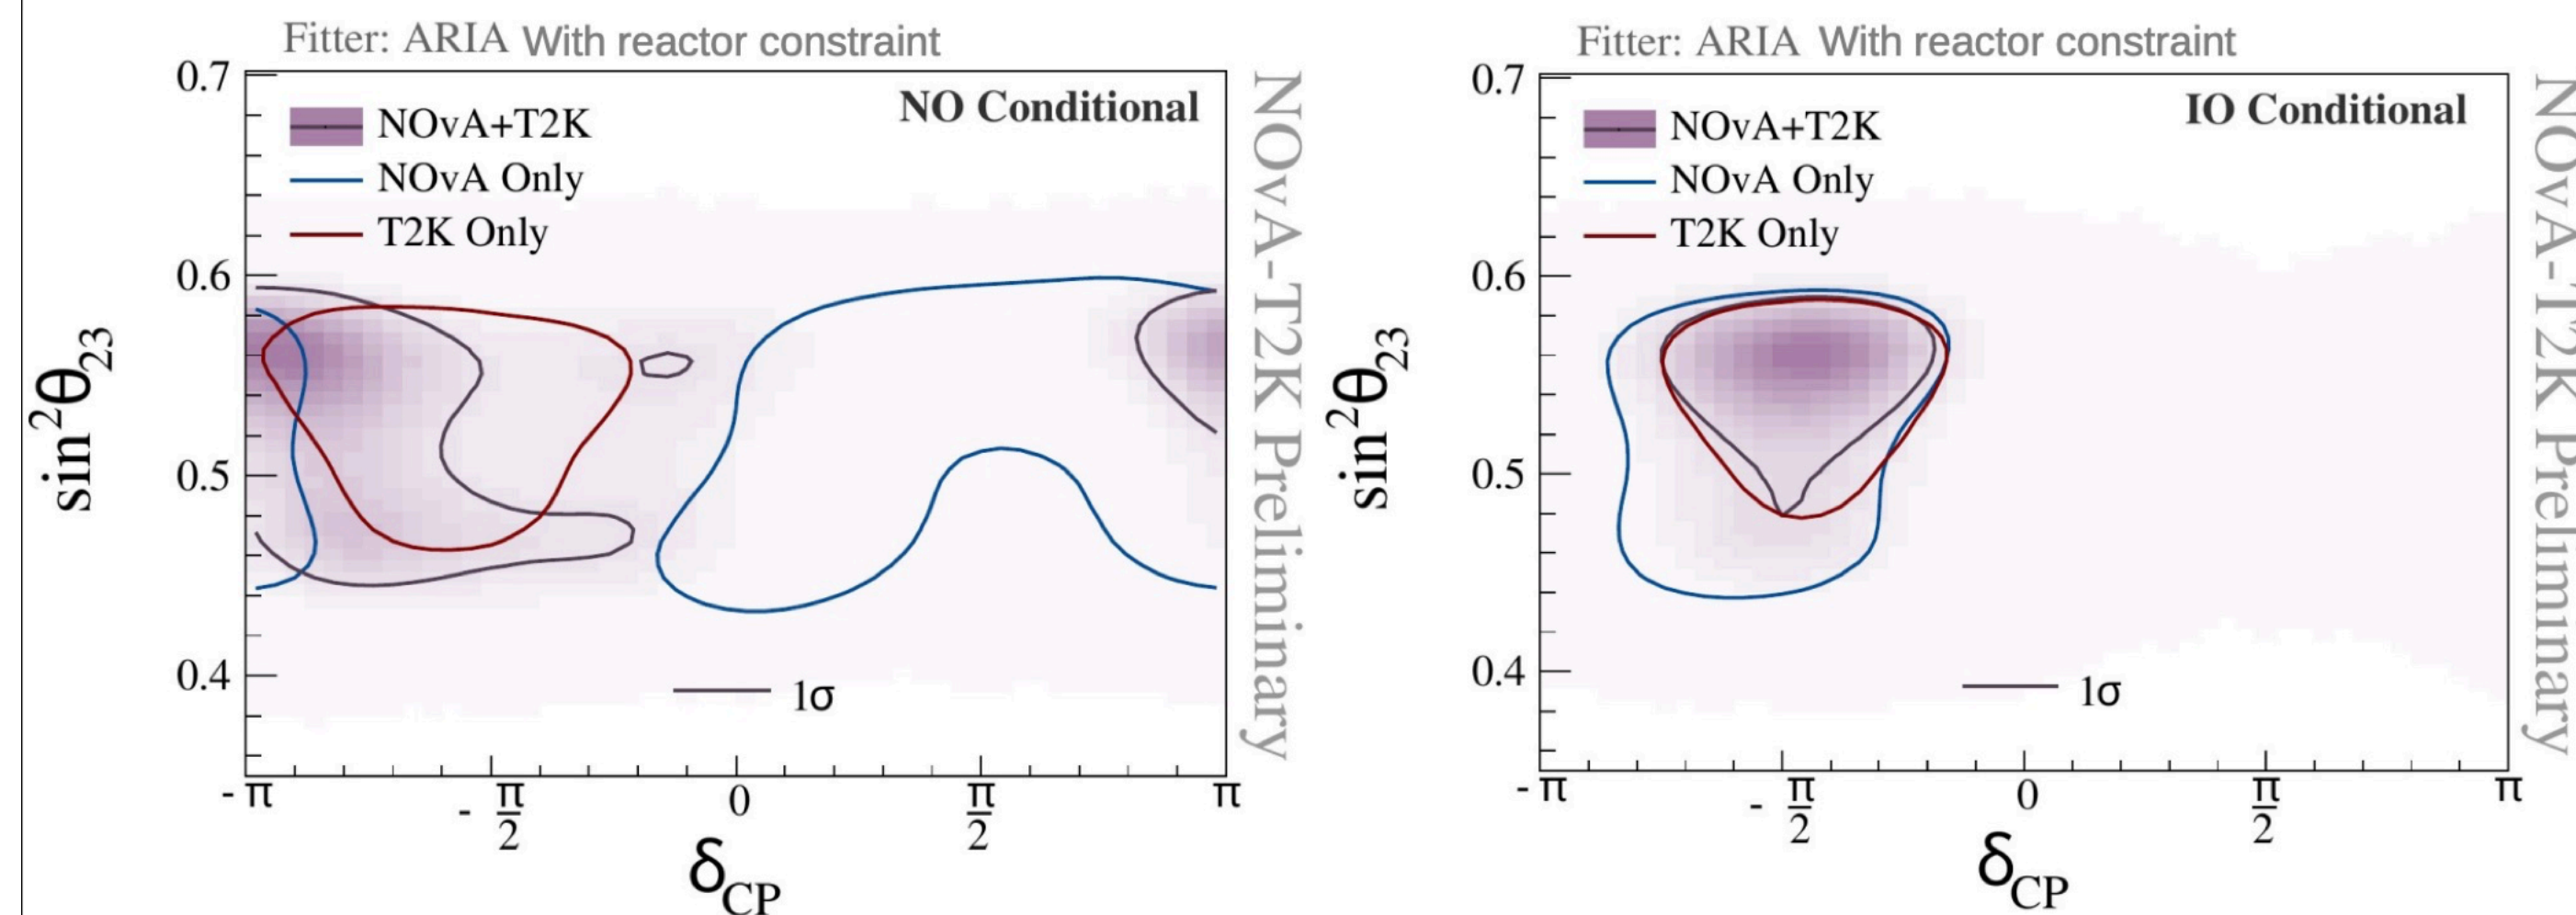 Fitter: ARIA With reactor constraint
NO Conditional
NOvA+T2K
NOvA Only
T2K Only
0.7
0.6
0.5
0.4
sin²θ₂₃
1σ
-π
-π/2
0
π/2
π
δCP
NOvA-T2K Preliminary
Fitter: ARIA With reactor constraint
IO Conditional
NOvA+T2K
NOvA Only
T2K Only
0.7
0.6
0.5
0.4
sin²θ₂₃
1σ
-π
-π/2
0
π/2
π
δCP
NOvA-T2K Preliminary